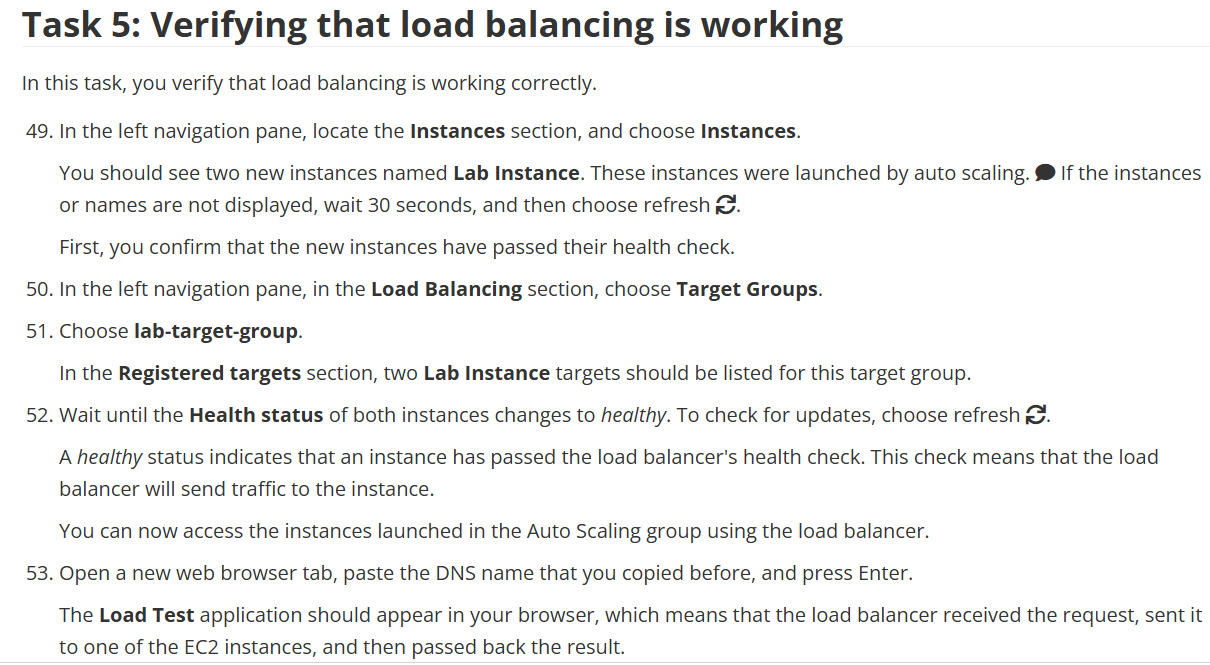 Task 5: Verifying that load balancing is working
In this task, you verify that load balancing is working correctly.
49. In the left navigation pane, locate the Instances section, and choose Instances.
You should see two new instances named Lab Instance. These instances were launched by auto scaling. If the instances
or names are not displayed, wait 30 seconds, and then choose refresh .
First, you confirm that the new instances have passed their health check.
50. In the left navigation pane, in the Load Balancing section, choose Target Groups.
51. Choose lab-target-group.
In the Registered targets section, two Lab Instance targets should be listed for this target group.
52. Wait until the Health status of both instances changes to healthy. To check for updates, choose refresh .
A healthy status indicates that an instance has passed the load balancer's health check. This check means that the load
balancer will send traffic to the instance.
You can now access the instances launched in the Auto Scaling group using the load balancer.
53. Open a new web browser tab, paste the DNS name that you copied before, and press Enter.
The Load Test application should appear in your browser, which means that the load balancer received the request, sent it
to one of the EC2 instances, and then passed back the result.